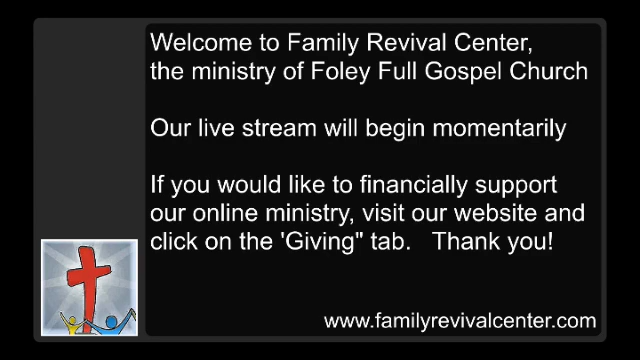 Welcome to Family Revival Center,
the ministry of Foley Full Gospel Church
Our live stream will begin momentarily
If you would like to financially support
our online ministry, visit our website and
click on the 'Giving" tab.   Thank you!
www.familyrevivalcenter.com